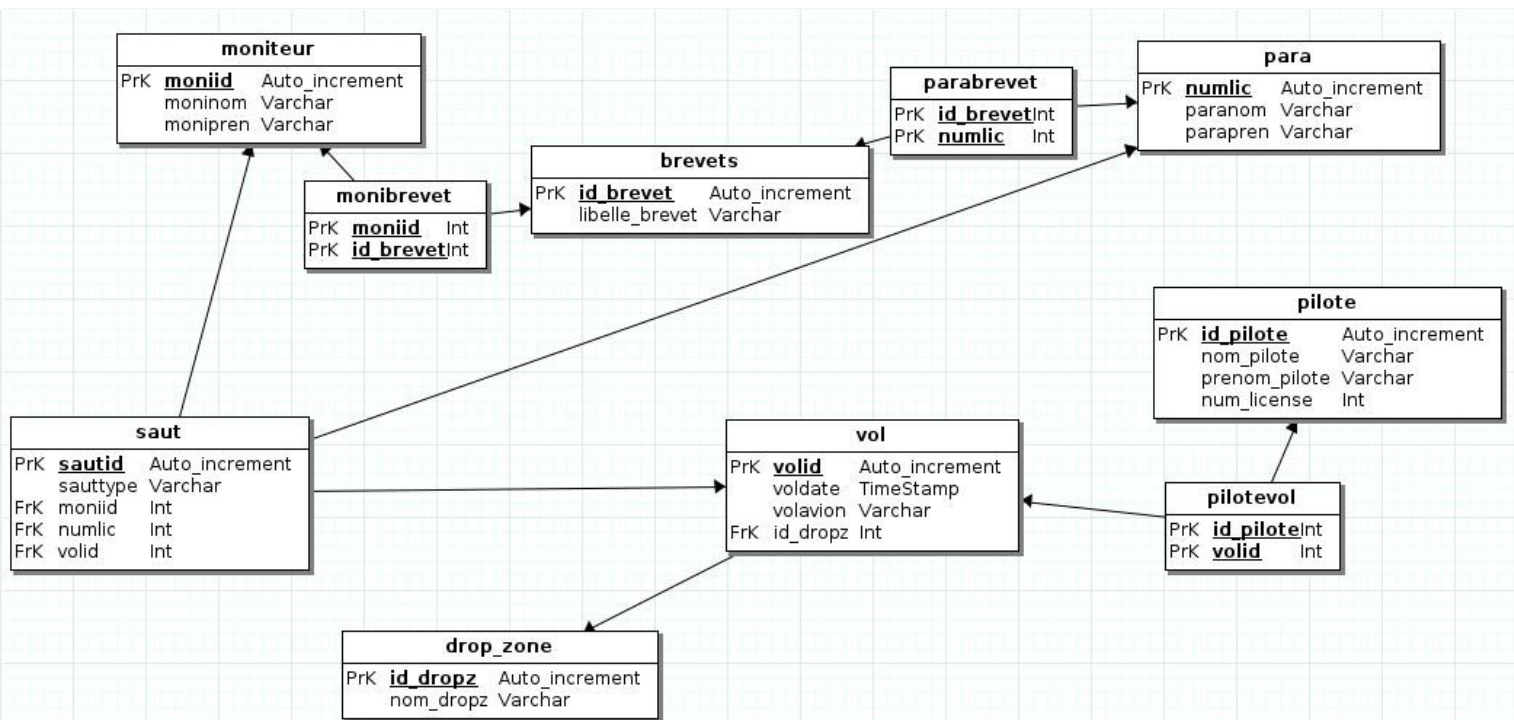 moniteur
PrK moniid Auto_increment
moninom Varchar
monipren Varchar
para
PrK numlic Auto_increment
paranom Varchar
parapren Varchar
parabrevet
PrK id_brevet Int
PrK numlic Int
brevets
PrK id_brevet Auto_increment
libelle_brevet Varchar
monibrevet
PrK moniid Int
PrK id_brevet Int
pilote
PrK id_pilote Auto_increment
nom_pilote Varchar
prenom_pilote Varchar
num_license Int
saut
PrK sautid Auto_increment
sauttype Varchar
FrK moniid Int
FrK numlic Int
FrK volid Int
vol
PrK volid Auto_increment
voldate TimeStamp
volavion Varchar
FrK id_dropz Int
pilotevol
PrK id_pilote Int
PrK volid Int
drop_zone
PrK id_dropz Auto_increment
nom_dropz Varchar